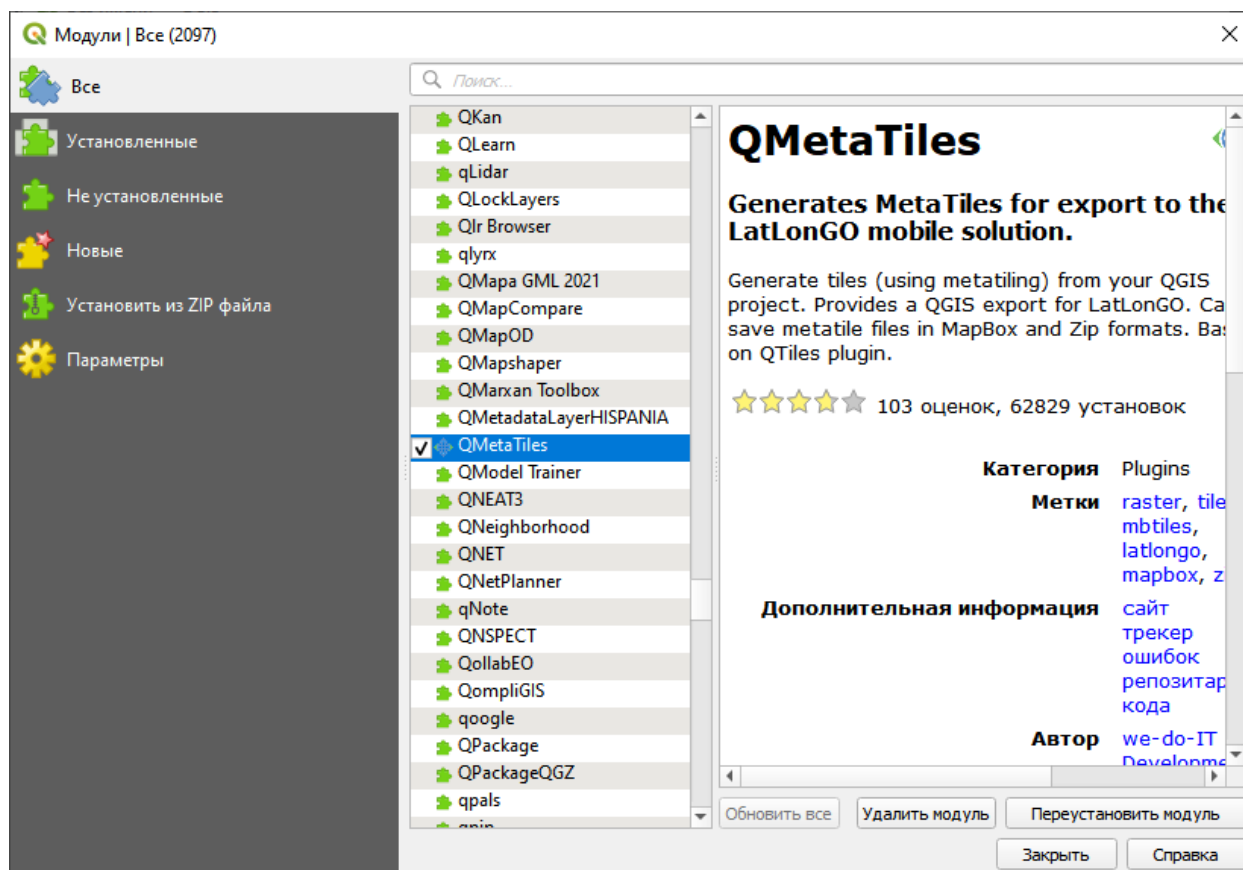 Модули | Все (2097)
Все
Установленные
Не установленные
Новые
Установить из ZIP файла
Параметры
Поиск...
QKan
QLearn
qLidar
QLockLayers
Qlr Browser
qlyrx
QMapa GML 2021
QMapCompare
QMapOD
QMapshaper
QMarxan Toolbox
QMetadataLayerHISPANIA
QMetaTiles
QModel Trainer
QNEAT3
QNeighborhood
QNET
QNetPlanner
qNote
QNSPECT
QollabEO
QompliGIS
qoogle
QPackage
QPackageQGZ
qpals
QMetaTiles
Generates MetaTiles for export to the
LatLonGO mobile solution.
Generate tiles (using metatiling) from your QGIS
project. Provides a QGIS export for LatLonGO. Ca
save metatile files in MapBox and Zip formats. Bas
on QTiles plugin.
103 оценок, 62829 установок
Категория Plugins
Метки raster, tile
mbtiles,
latlongo,
mapbox, z
Дополнительная информация сайт
трекер
ошибок
репозитар
кода
Автор we-do-IT
Developme
Обновить все Удалить модуль Переустановить модуль
Закрыть Справка